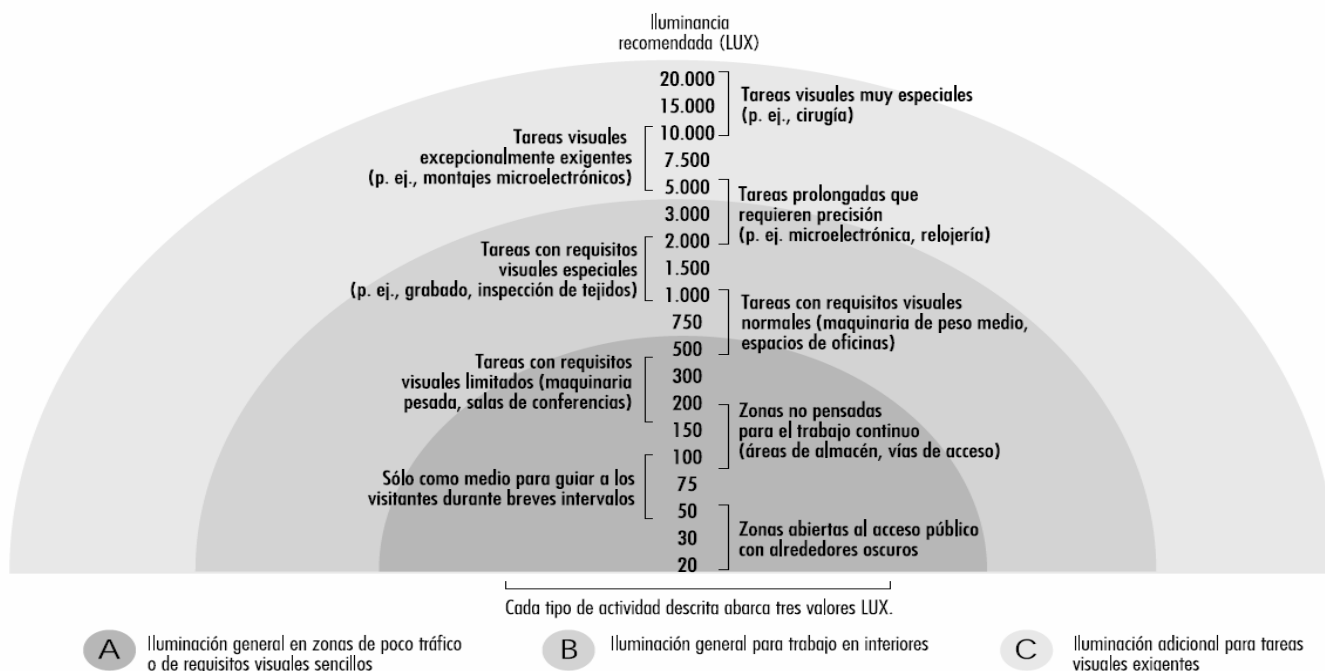 Iluminancia
recomendada (LUX)
20.000
15.000
10.000
7.500
5.000
3.000
2.000
1.500
1.000
750
500
300
200
150
100
75
50
30
20
Tareas visuales muy especiales
(p. ej., cirugía)
Tareas visuales
excepcionalmente exigentes
(p. ej., montajes microelectrónicos)
Tareas prolongadas que
requieren precisión
(p. ej. microelectrónica, relojería)
Tareas con requisitos
visuales especiales
(p. ej., grabado, inspección de tejidos)
Tareas con requisitos visuales
normales (maquinaria de peso medio,
espacios de oficinas)
Tareas con requisitos
visuales limitados (maquinaria
pesada, salas de conferencias)
Zonas no pensadas
para el trabajo continuo
(áreas de almacén, vías de acceso)
Sólo como medio para guiar a los
visitantes durante breves intervalos
Zonas abiertas al acceso público
con alrededores oscuros
Cada tipo de actividad descrita abarca tres valores LUX.
A Iluminación general en zonas de poco tráfico
o de requisitos visuales sencillos
B Iluminación general para trabajo en interiores
C Iluminación adicional para tareas
visuales exigentes